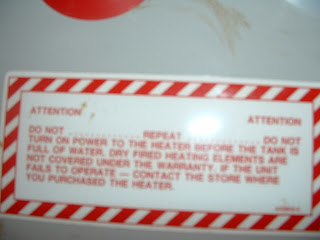 ATTENTION ATTENTION
DO NOT .............. REPEAT .............. DO NOT
TURN ON POWER TO THE HEATER BEFORE THE TANK IS
FULL OF WATER. DRY FIRED HEATING ELEMENTS ARE
NOT COVERED UNDER THE WARRANTY. IF THE UNIT
FAILS TO OPERATE — CONTACT THE STORE WHERE
YOU PURCHASED THE HEATER.